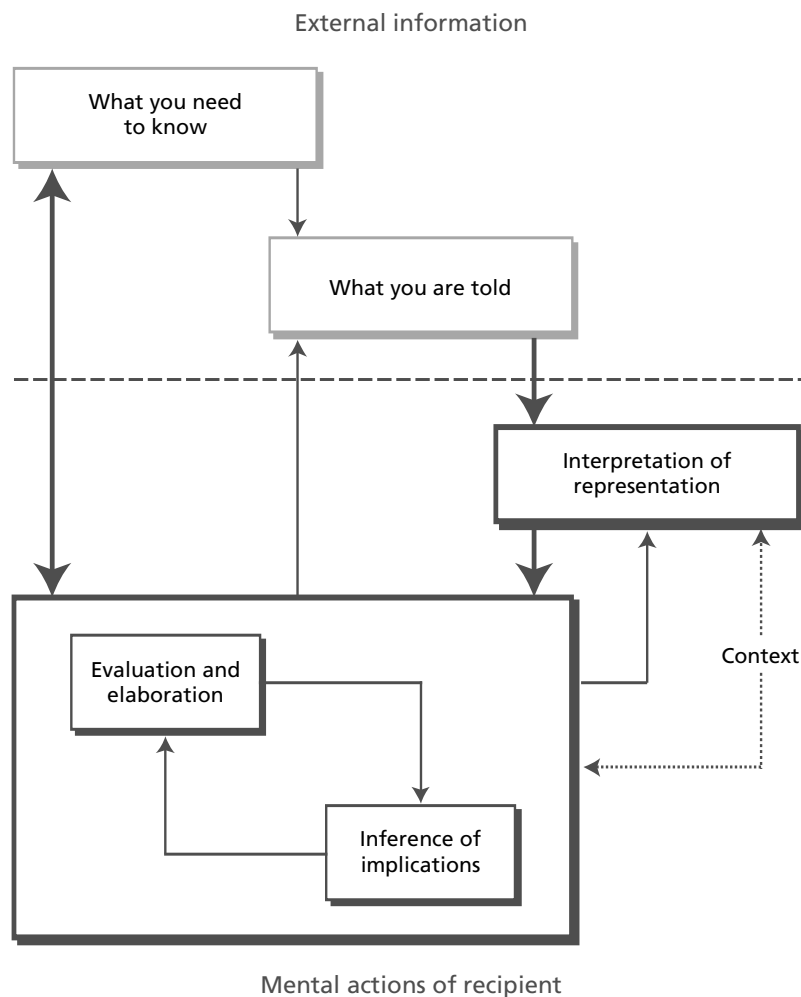 External information
What you need
to know
What you are told
Interpretation of
representation
Context
Evaluation and
elaboration
Inference of
implications
Mental actions of recipient